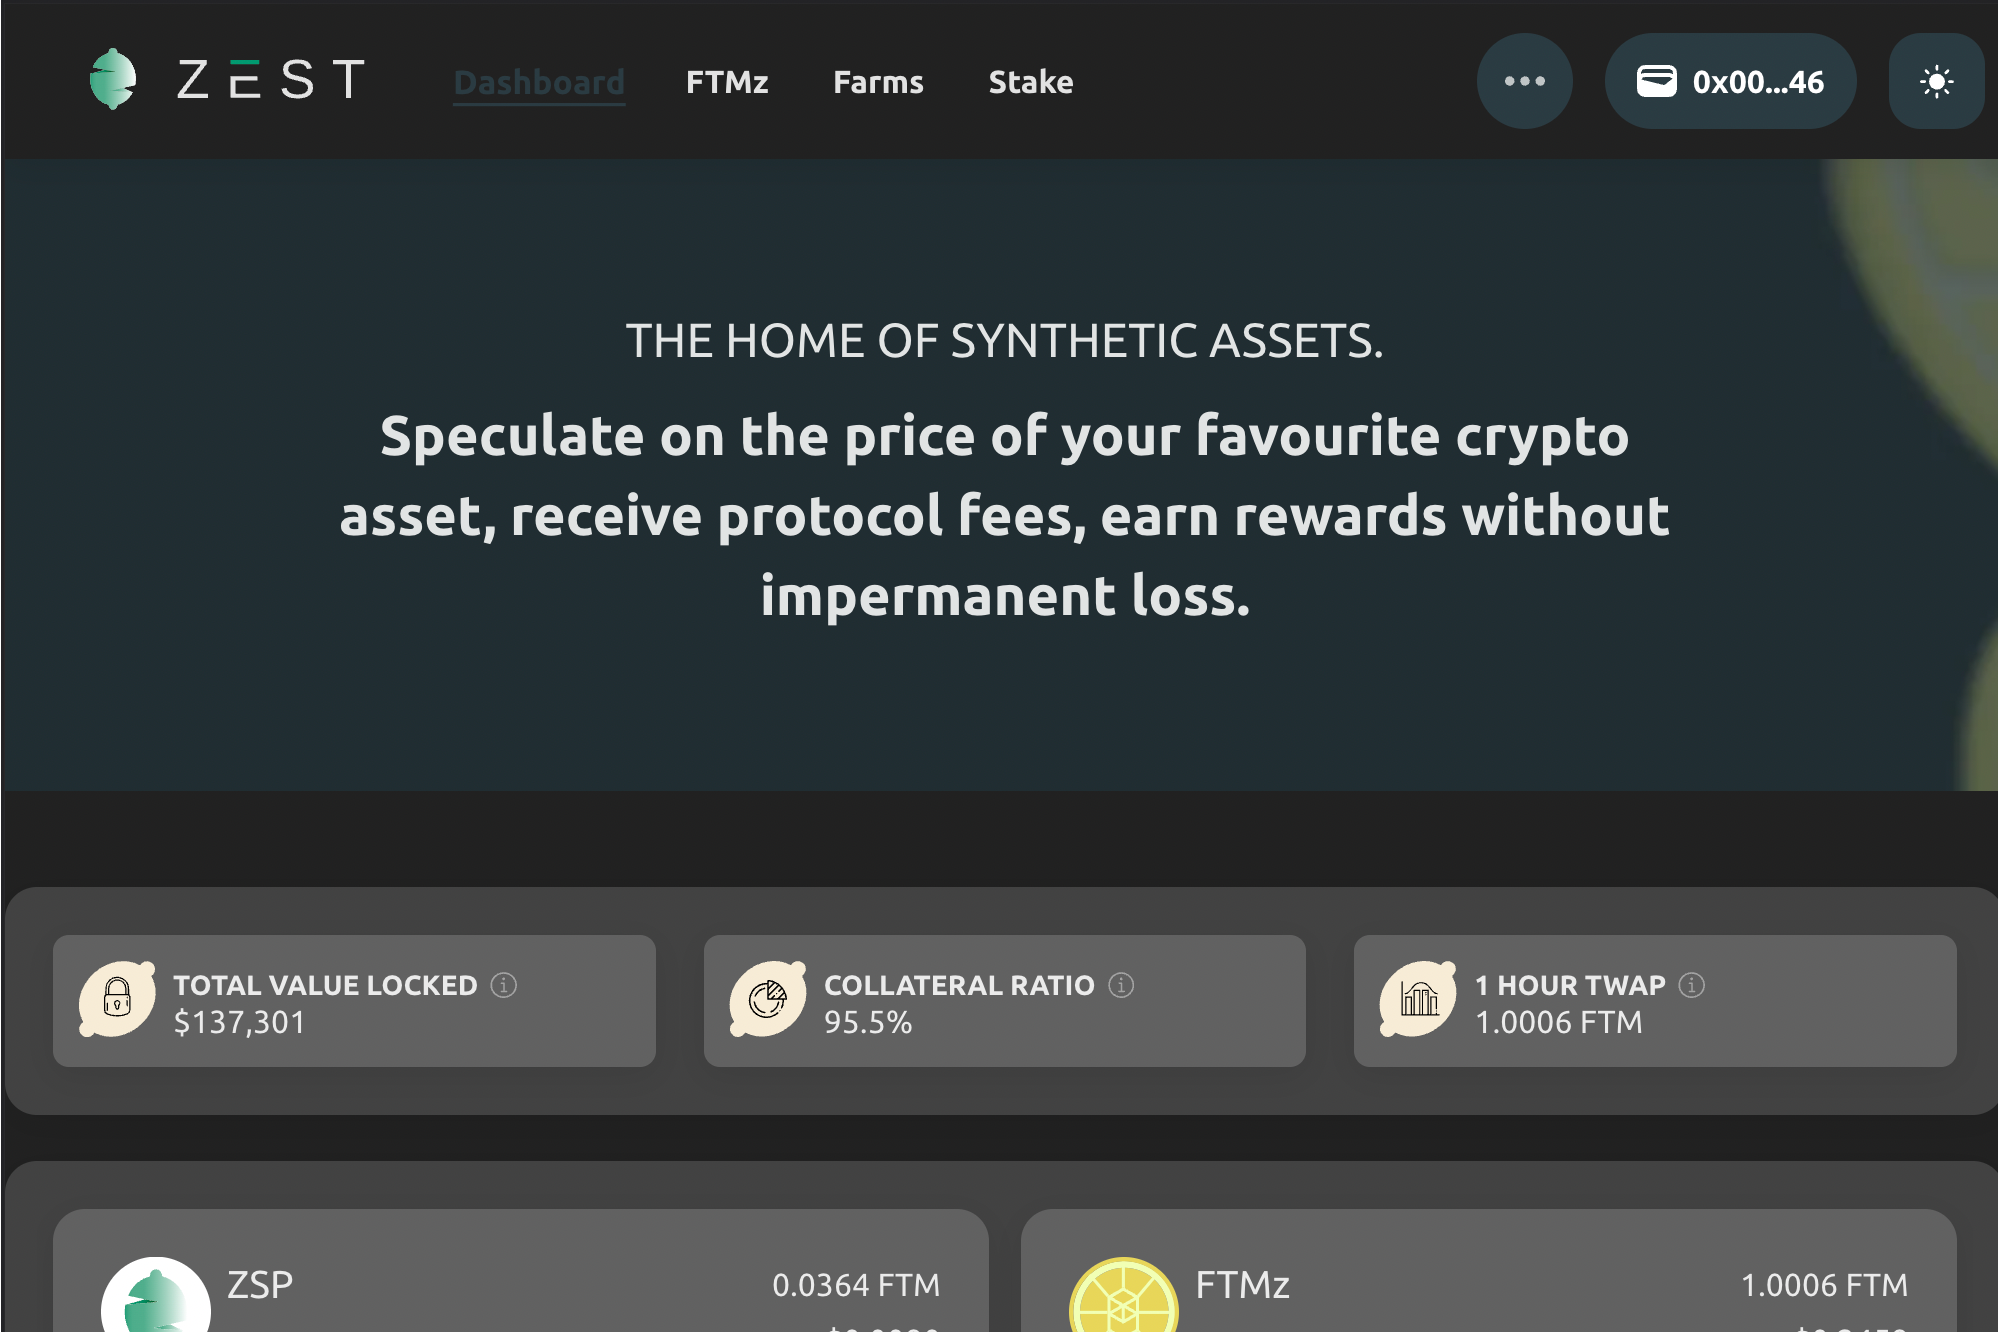 ZEST
Dashboard
FTMz
Farms
Stake
0x00...46
THE HOME OF SYNTHETIC ASSETS.
Speculate on the price of your favourite crypto
asset, receive protocol fees, earn rewards without
impermanent loss.
TOTAL VALUE LOCKED
$137,301
COLLATERAL RATIO
95.5%
1 HOUR TWAP
1.0006 FTM
ZSP
0.0364 FTM
FTMz
1.0006 FTM